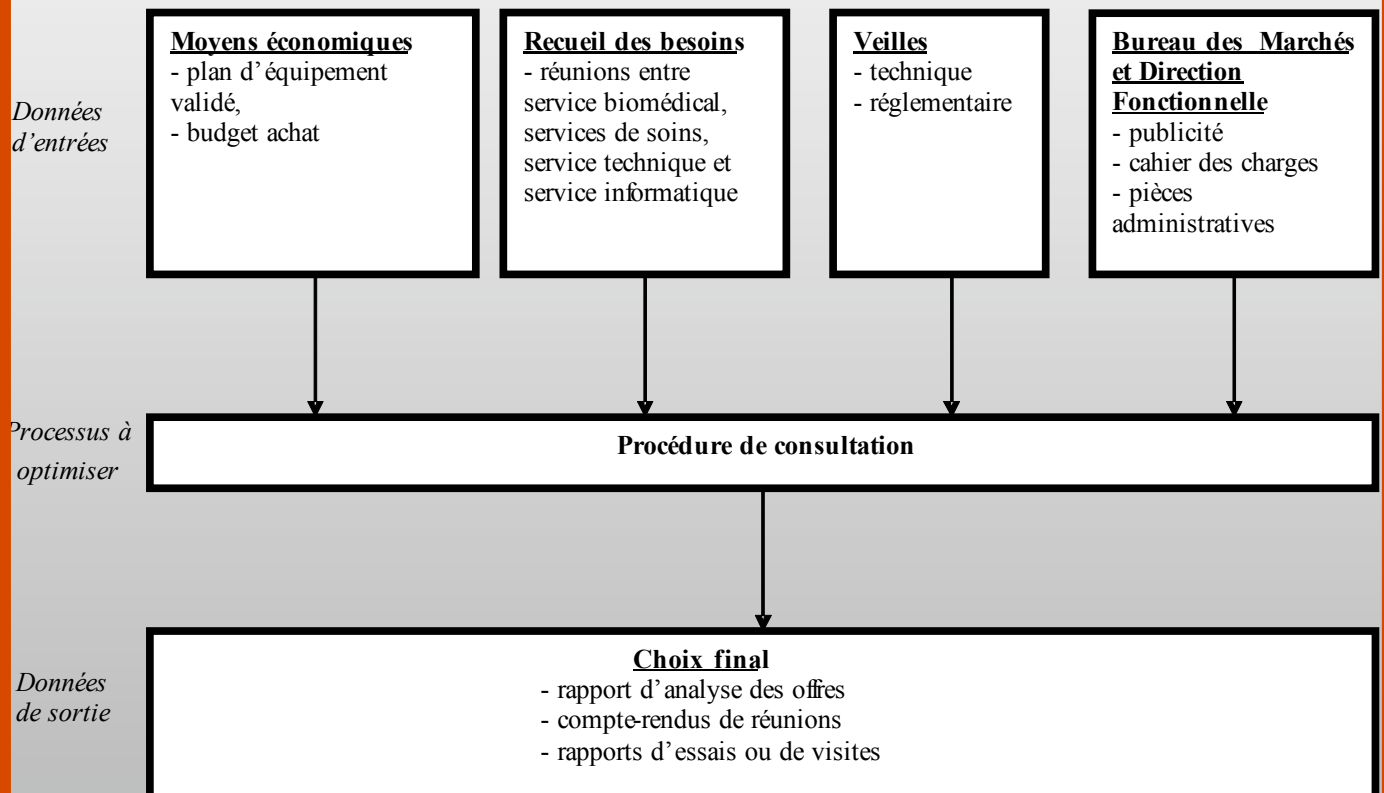 Données
d'entrées
Moyens économiques
- plan d'équipement
validé,
- budget achat
Recueil des besoins
- réunions entre
service biomédical,
services de soins,
service technique et
service informatique
Veilles
- technique
- réglementaire
Bureau des Marchés
et Direction
Fonctionnelle
- publicité
- cahier des charges
- pièces
administratives
Processus à
optimiser
Procédure de consultation
Données
de sortie
Choix final
- rapport d'analyse des offres
- compte-rendus de réunions
- rapports d'essais ou de visites